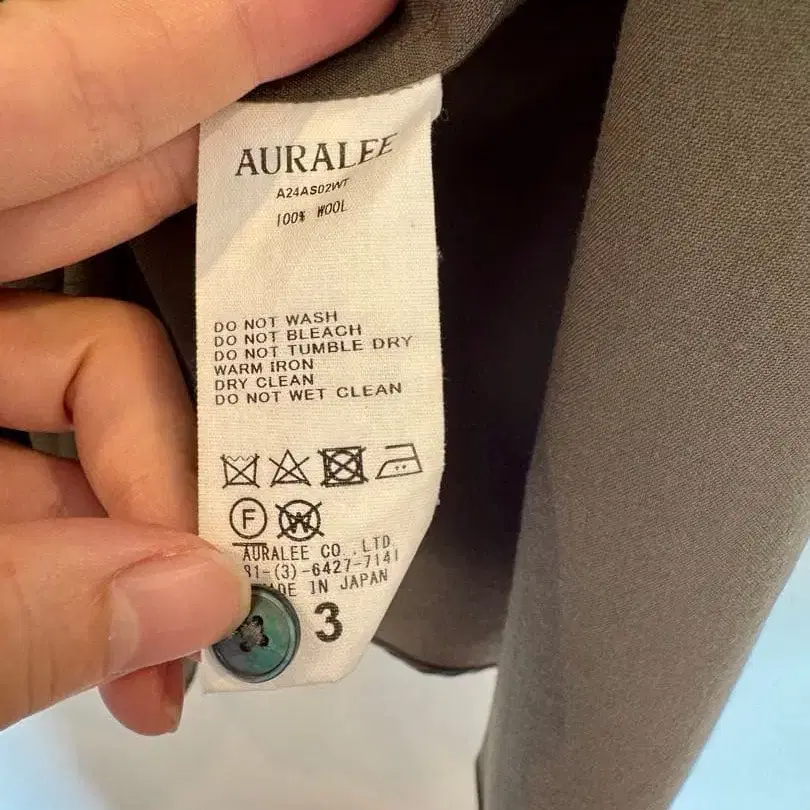 AURALEE
A24AS02WT
100% WOOL
DO NOT WASH
DO NOT BLEACH
DO NOT TUMBLE DRY
WARM IRON
DRY CLEAN
DO NOT WET CLEAN
F W
AURALEE CO.,LTD.
81-(3)-6427-7141
MADE IN JAPAN
3